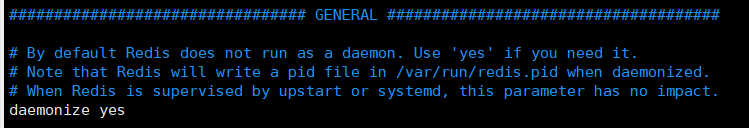 ################################# GENERAL #####################################
# By default Redis does not run as a daemon. Use 'yes' if you need it.
# Note that Redis will write a pid file in /var/run/redis.pid when daemonized.
# When Redis is supervised by upstart or systemd, this parameter has no impact.
daemonize yes